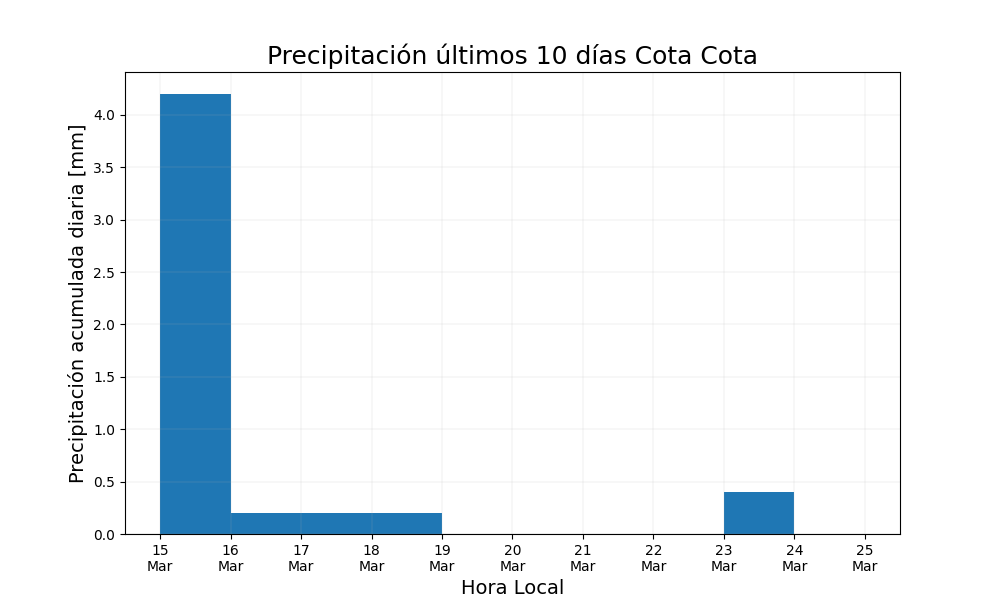 Precipitación últimos 10 días Cota Cota
Precipitación acumulada diaria [mm]
4.0
3.5
3.0
2.5
2.0
1.5
1.0
0.5
0.0
15 16 17 18 19 20 21 22 23 24 25
Mar Mar Mar Mar Mar Mar Mar Mar Mar Mar Mar
Hora Local